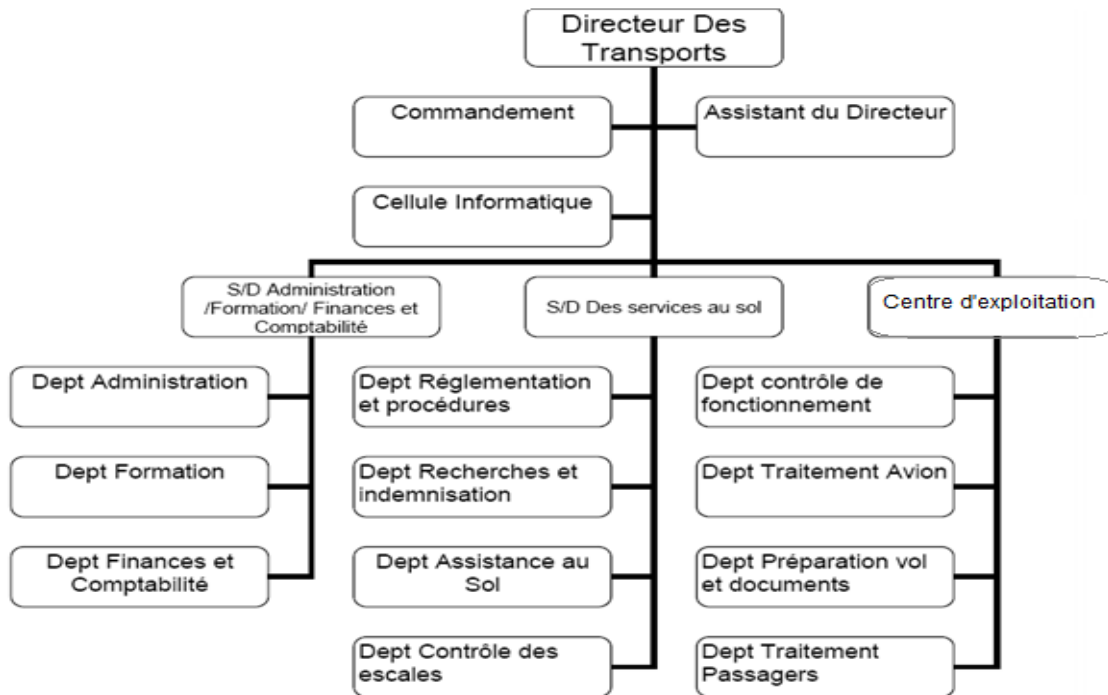 Directeur Des
Transports
Commandement
Assistant du Directeur
Cellule Informatique
S/D Administration
/Formation/ Finances et
Comptabilité
S/D Des services au sol
Centre d'exploitation
Dept Administration
Dept Réglementation
et procédures
Dept contrôle de
fonctionnement
Dept Formation
Dept Recherches et
indemnisation
Dept Traitement Avion
Dept Finances et
Comptabilité
Dept Assistance au
Sol
Dept Préparation vol
et documents
Dept Contrôle des
escales
Dept Traitement
Passagers